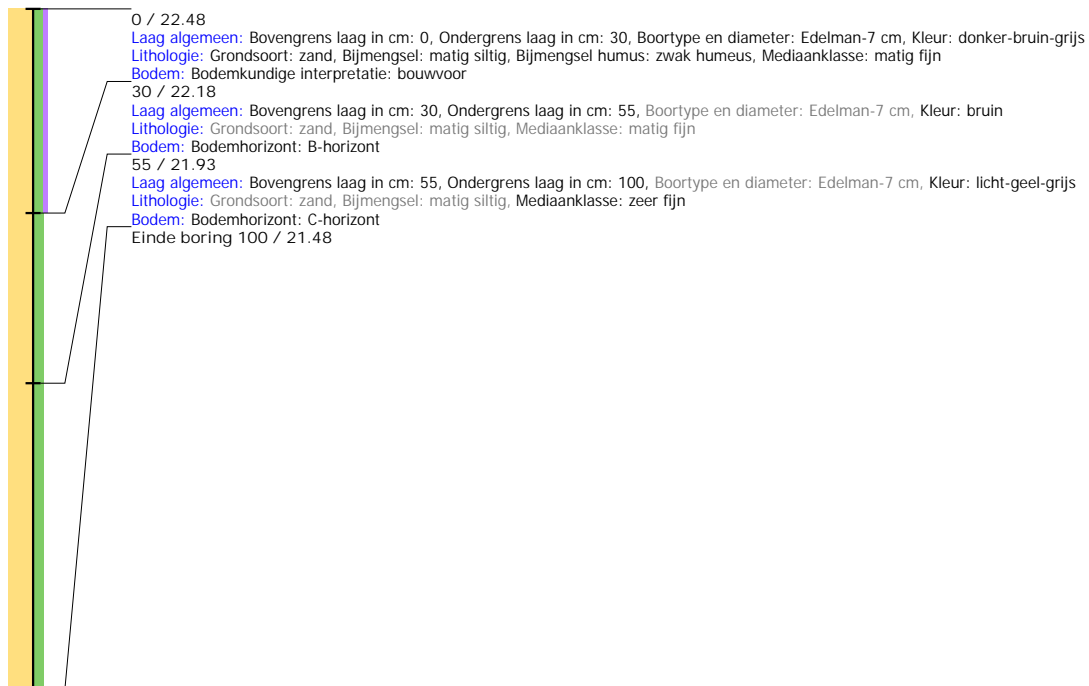 0 / 22.48
Laag algemeen: Bovengrens laag in cm: 0, Ondergrens laag in cm: 30, Boortype en diameter: Edelman-7 cm, Kleur: donker-bruin-grijs
Lithologie: Grondsoort: zand, Bijmengsel: matig siltig, Bijmengsel humus: zwak humeus, Mediaanklasse: matig fijn
Bodem: Bodemkundige interpretatie: bouwvoor
30 / 22.18
Laag algemeen: Bovengrens laag in cm: 30, Ondergrens laag in cm: 55, Boortype en diameter: Edelman-7 cm, Kleur: bruin
Lithologie: Grondsoort: zand, Bijmengsel: matig siltig, Mediaanklasse: matig fijn
Bodem: Bodemhorizont: B-horizont
55 / 21.93
Laag algemeen: Bovengrens laag in cm: 55, Ondergrens laag in cm: 100, Boortype en diameter: Edelman-7 cm, Kleur: licht-geel-grijs
Lithologie: Grondsoort: zand, Bijmengsel: matig siltig, Mediaanklasse: zeer fijn
Bodem: Bodemhorizont: C-horizont
Einde boring 100 / 21.48